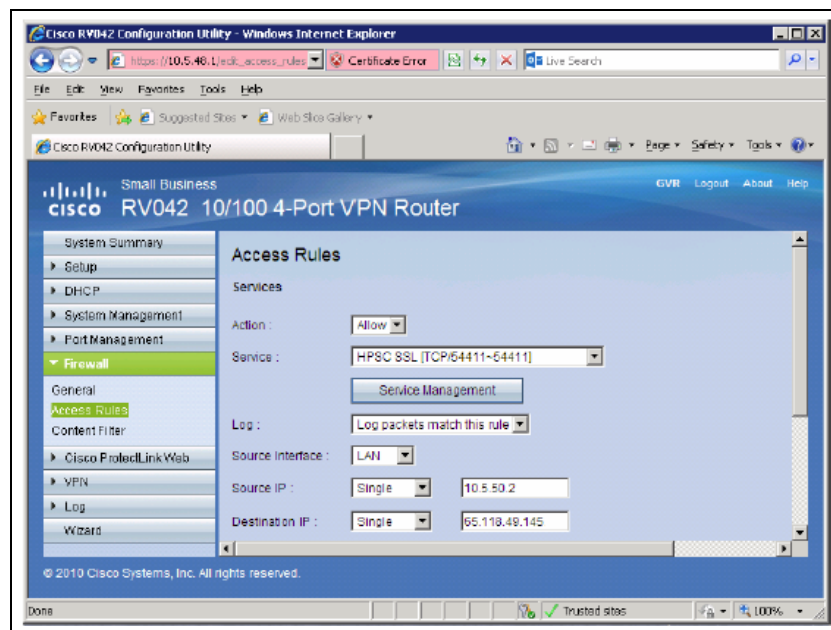 Cisco RV042 Configuration Utility - Windows Internet Explorer
https://10.5.48.1/edit_access_rules
Certificate Error
Live Search
File Edit View Favorites Tools Help
Favorites Suggested Sites Web Slice Gallery
Cisco RV042 Configuration Utility
Page Safety Tools
Small Business
GVR Logout About Help
CISCO RV042 10/100 4-Port VPN Router
System Summary
Setup
DHCP
System Management
Port Management
Firewall
General
Access Rules
Content Filter
Cisco ProtectLink Web
VPN
Log
Wizard
Access Rules
Services
Action : Allow
Service : HPSC SSL [TCP/54411~54411]
Service Management
Log : Log packets match this rule
Source Interface : LAN
Source IP : Single 10.5.50.2
Destination IP : Single 65.118.49.145
© 2010 Cisco Systems, Inc. All rights reserved.
Done Trusted sites 100%